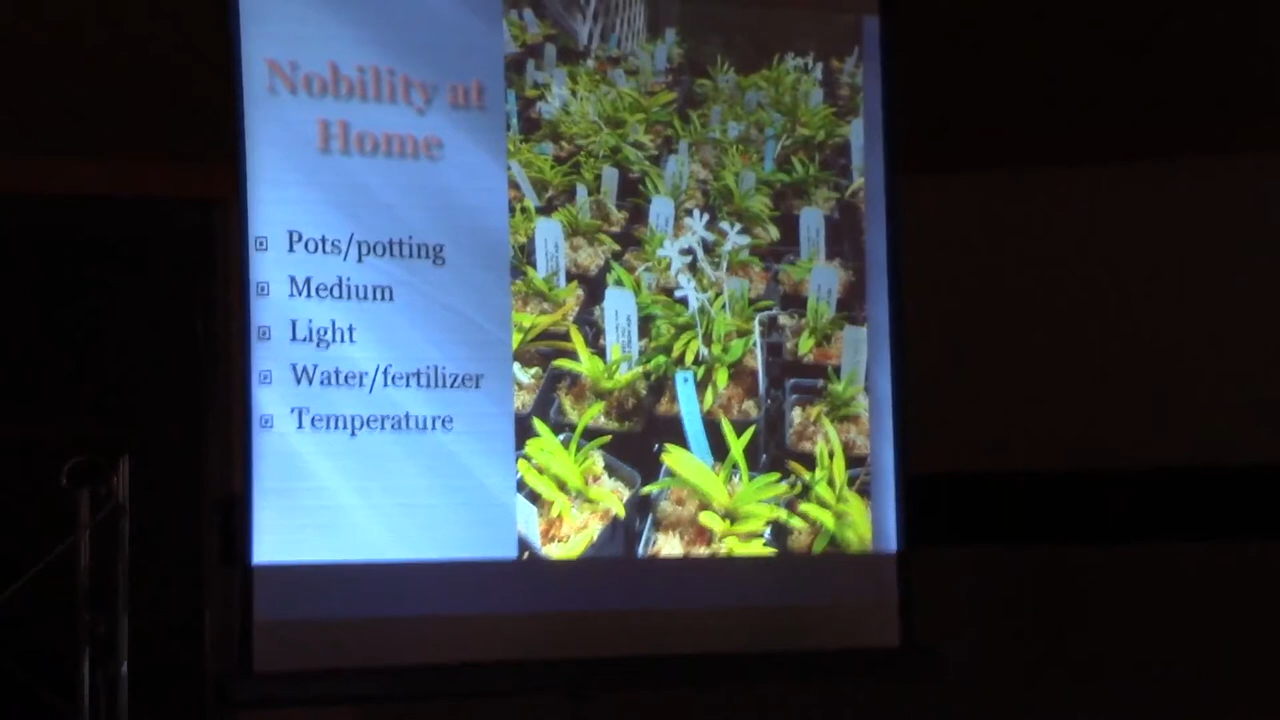 Nobility at
Home
Pots/potting
Medium
Light
Water/fertilizer
Temperature